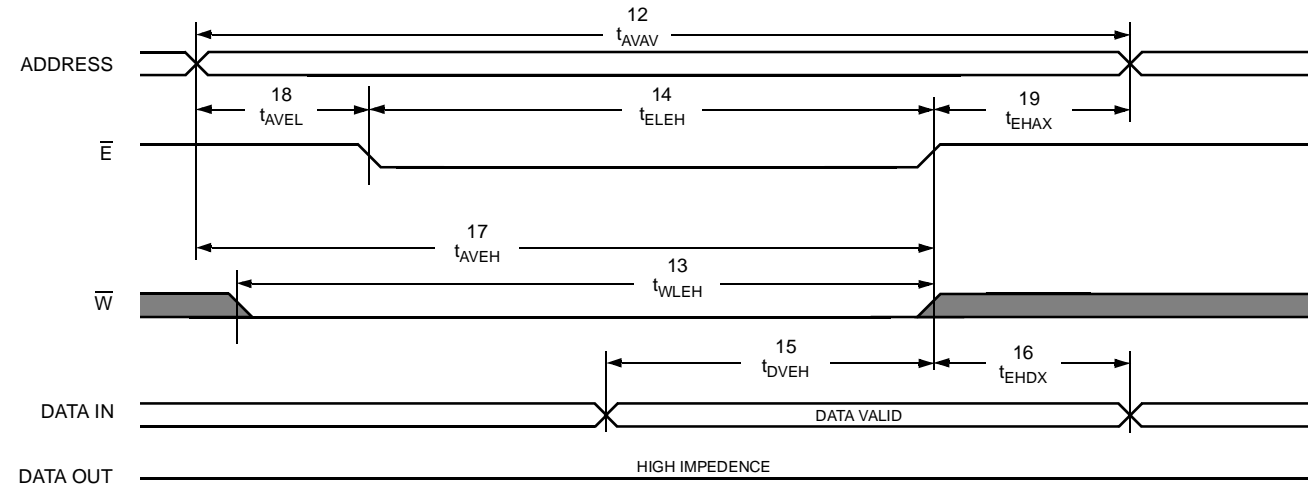 12
tAVAV
ADDRESS
18
tAVEL
14
tELEH
19
tEHAX
E
17
tAVEH
13
tWLEH
W
15
tDVEH
16
tEHDX
DATA IN
DATA VALID
DATA OUT
HIGH IMPEDENCE